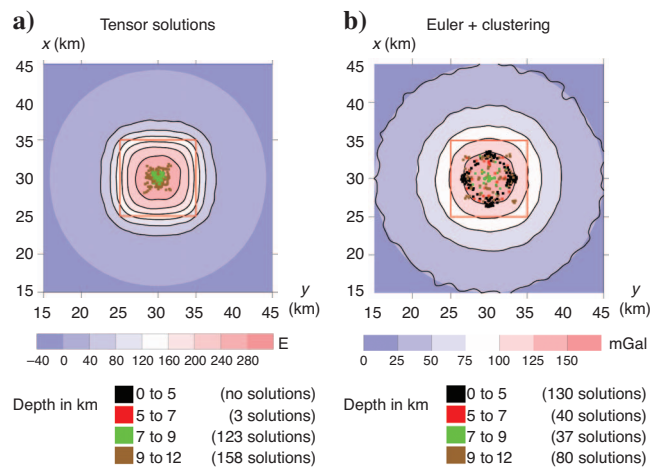 a) Tensor solutions
x (km)
45
40
35
30
25
20
15
15 20 25 30 35 40 45
y
(km)
E
–40 0 40 80 120 160 200 240 280
Depth in km
0 to 5 (no solutions)
5 to 7 (3 solutions)
7 to 9 (123 solutions)
9 to 12 (158 solutions)
b) Euler + clustering
x (km)
45
40
35
30
25
20
15
15 20 25 30 35 40 45
y
(km)
mGal
0 25 50 75 100 125 150
Depth in km
0 to 5 (130 solutions)
5 to 7 (40 solutions)
7 to 9 (37 solutions)
9 to 12 (80 solutions)